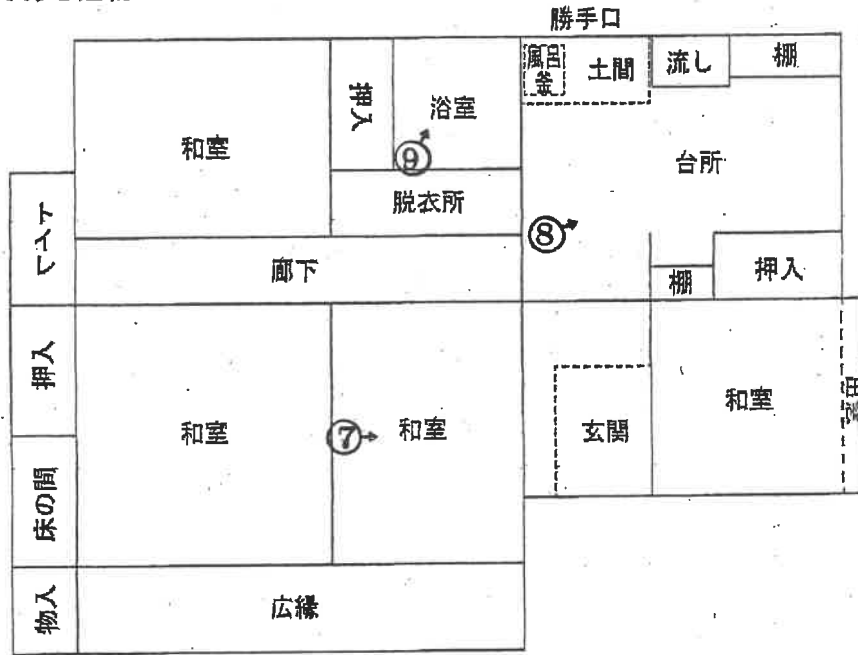 勝手口
風呂釜
土間
流し
棚
押入
浴室
和室
台所
⑨
脱衣所
⑧
トイレ
廊下
棚
押入
押入
和室
⑦
和室
玄関
和室
床の間
物入
広縁